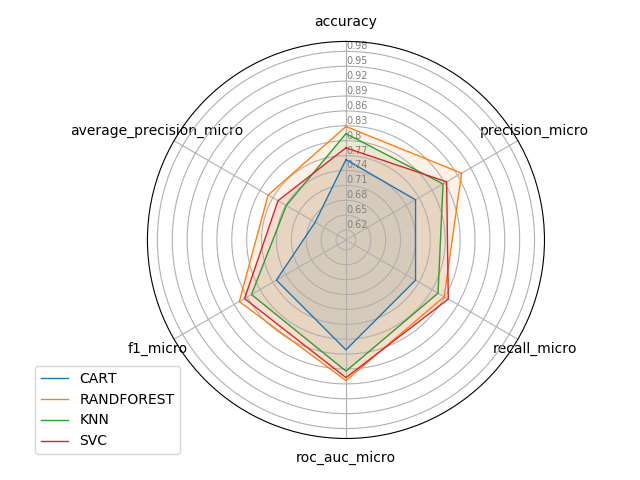 accuracy
0.98
0.95
0.92
0.89
0.86
0.83
0.8
0.77
0.74
0.71
0.68
0.65
0.62
average_precision_micro
precision_micro
f1_micro
recall_micro
roc_auc_micro
CART
RANDFOREST
KNN
SVC